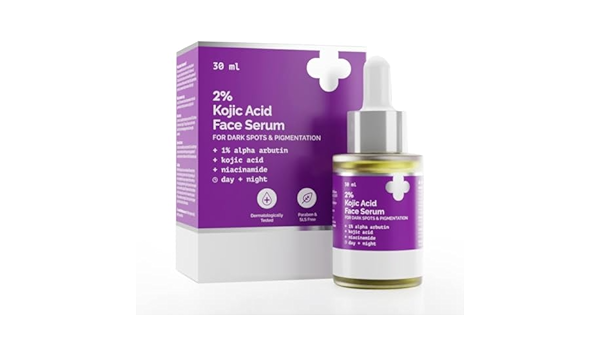 30 ml
2%
Kojic Acid
Face Serum
FOR DARK SPOTS & PIGMENTATION
+ 1% alpha arbutin
+ kojic acid
+ niacinamide
day + night
Dermatologically
Tested
Paraben &
SLS Free
30 ml
2%
Kojic Acid
Face Serum
FOR DARK SPOTS & PIGMENTATION
+ 1% alpha arbutin
+ kojic acid
+ niacinamide
day + night